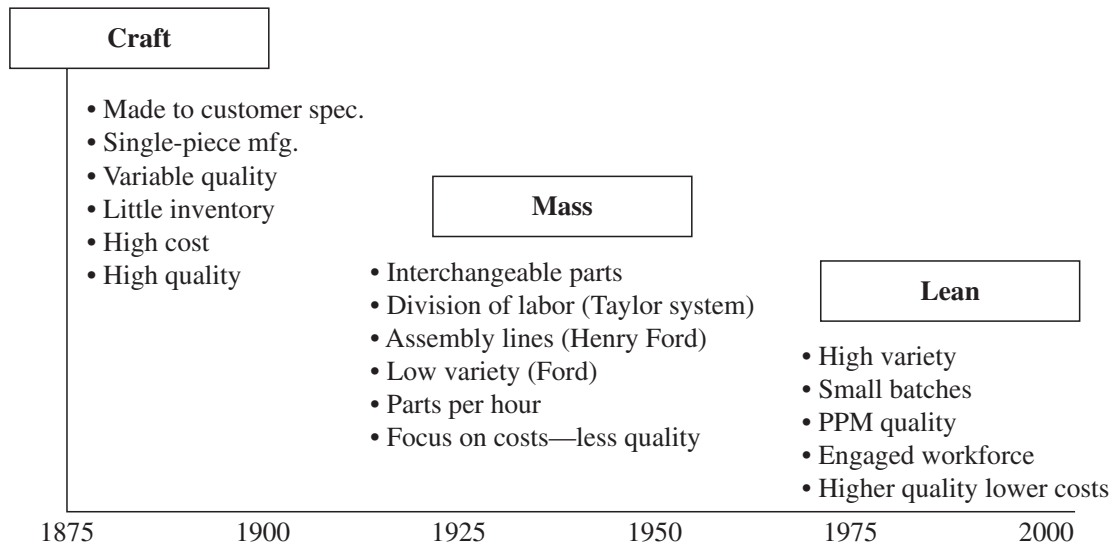 Craft
• Made to customer spec.
• Single-piece mfg.
• Variable quality
• Little inventory
• High cost
• High quality
Mass
• Interchangeable parts
• Division of labor (Taylor system)
• Assembly lines (Henry Ford)
• Low variety (Ford)
• Parts per hour
• Focus on costs—less quality
Lean
• High variety
• Small batches
• PPM quality
• Engaged workforce
• Higher quality lower costs
1875 1900 1925 1950 1975 2000